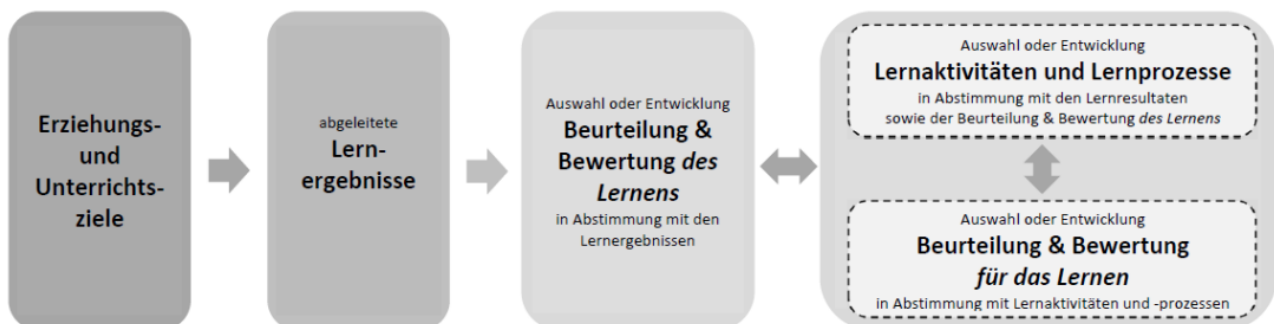 Erziehungs-
und
Unterrichts-
ziele
abgeleitete
Lern-
ergebnisse
Auswahl oder Entwicklung
Beurteilung &
Bewertung des
Lernens
in Abstimmung mit den
Lernergebnissen
Auswahl oder Entwicklung
Lernaktivitäten und Lernprozesse
in Abstimmung mit den Lernresultaten
sowie der Beurteilung & Bewertung des Lernens
Auswahl oder Entwicklung
Beurteilung & Bewertung
für das Lernen
in Abstimmung mit Lernaktivitäten und -prozessen